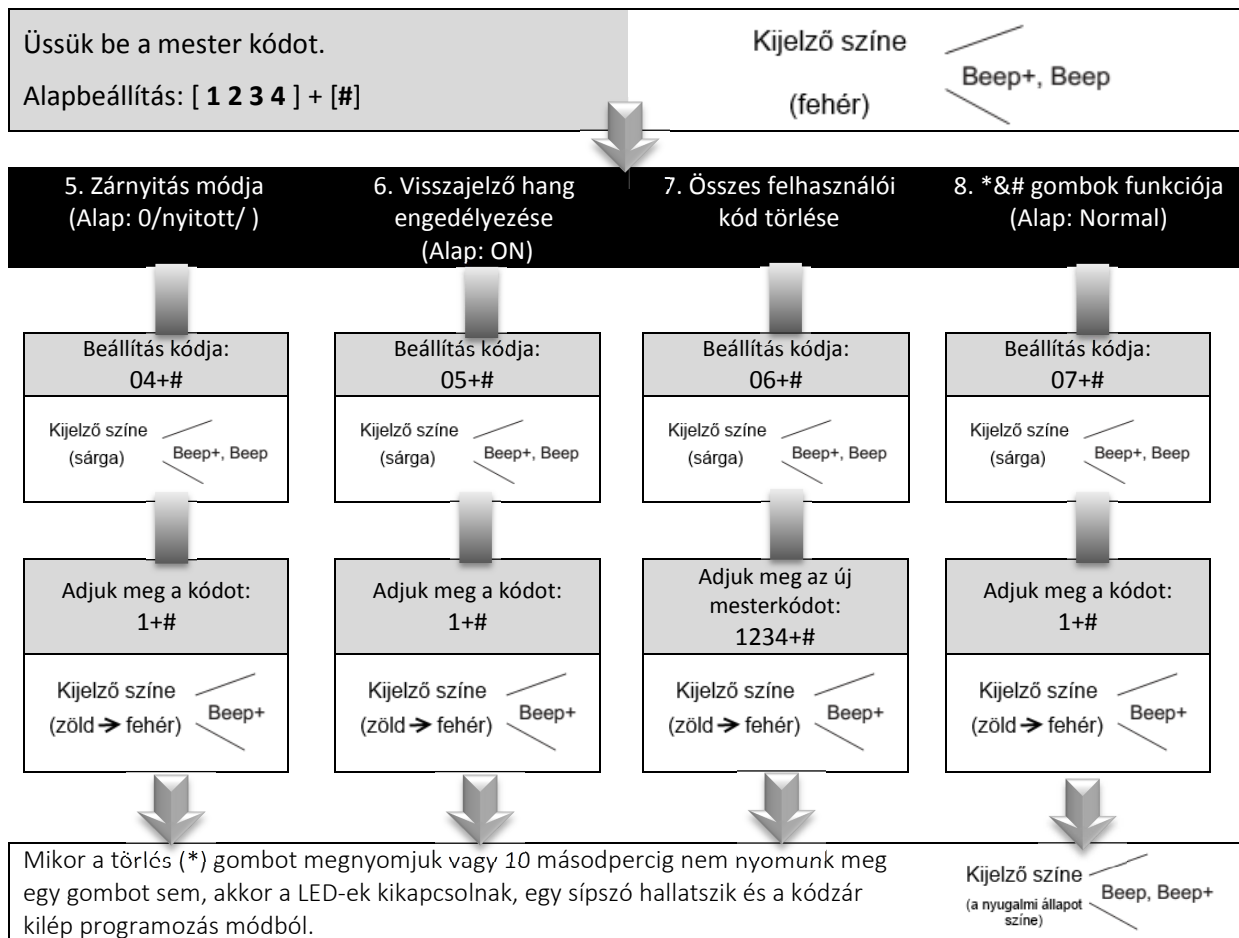 Üssük be a mester kódot.
Alapbeállítás: [ 1 2 3 4 ] + [#]
Kijelző színe
(fehér)
Beep+, Beep
5. Zárnyitás módja
(Alap: 0/nyitott/ )
6. Visszajelző hang
engedélyezése
(Alap: ON)
7. Összes felhasználói
kód törlése
8. *&# gombok funkciója
(Alap: Normal)
Beállítás kódja:
04+#
Kijelző színe
(sárga)
Beep+, Beep
Beállítás kódja:
05+#
Kijelző színe
(sárga)
Beep+, Beep
Beállítás kódja:
06+#
Kijelző színe
(sárga)
Beep+, Beep
Beállítás kódja:
07+#
Kijelző színe
(sárga)
Beep+, Beep
Adjuk meg a kódot:
1+#
Kijelző színe
(zöld ➔ fehér)
Beep+
Adjuk meg a kódot:
1+#
Kijelző színe
(zöld ➔ fehér)
Beep+
Adjuk meg az új
mesterkódot:
1234+#
Kijelző színe
(zöld ➔ fehér)
Beep+
Adjuk meg a kódot:
1+#
Kijelző színe
(zöld ➔ fehér)
Beep+
Mikor a törlés (*) gombot megnyomjuk vagy 10 másodpercig nem nyomunk meg
egy gombot sem, akkor a LED-ek kikapcsolnak, egy sípszó hallatszik és a kódzár
kilép programozás módból.
Kijelző színe
(a nyugalmi állapot
színe)
Beep, Beep+